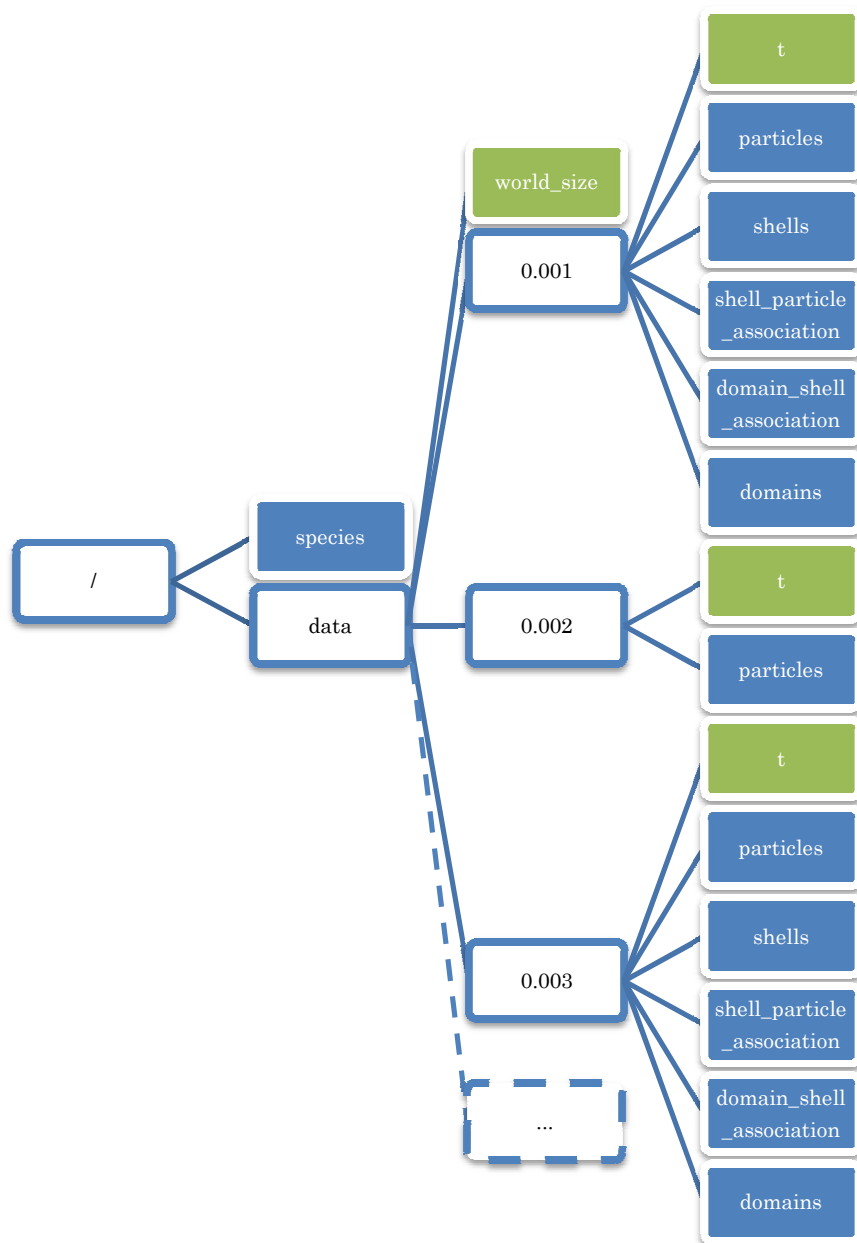 /
species
data
world_size
0.001
t
particles
shells
shell_particle
_association
domain_shell
_association
domains
0.002
t
particles
0.003
t
particles
shells
shell_particle
_association
domain_shell
_association
domains
...